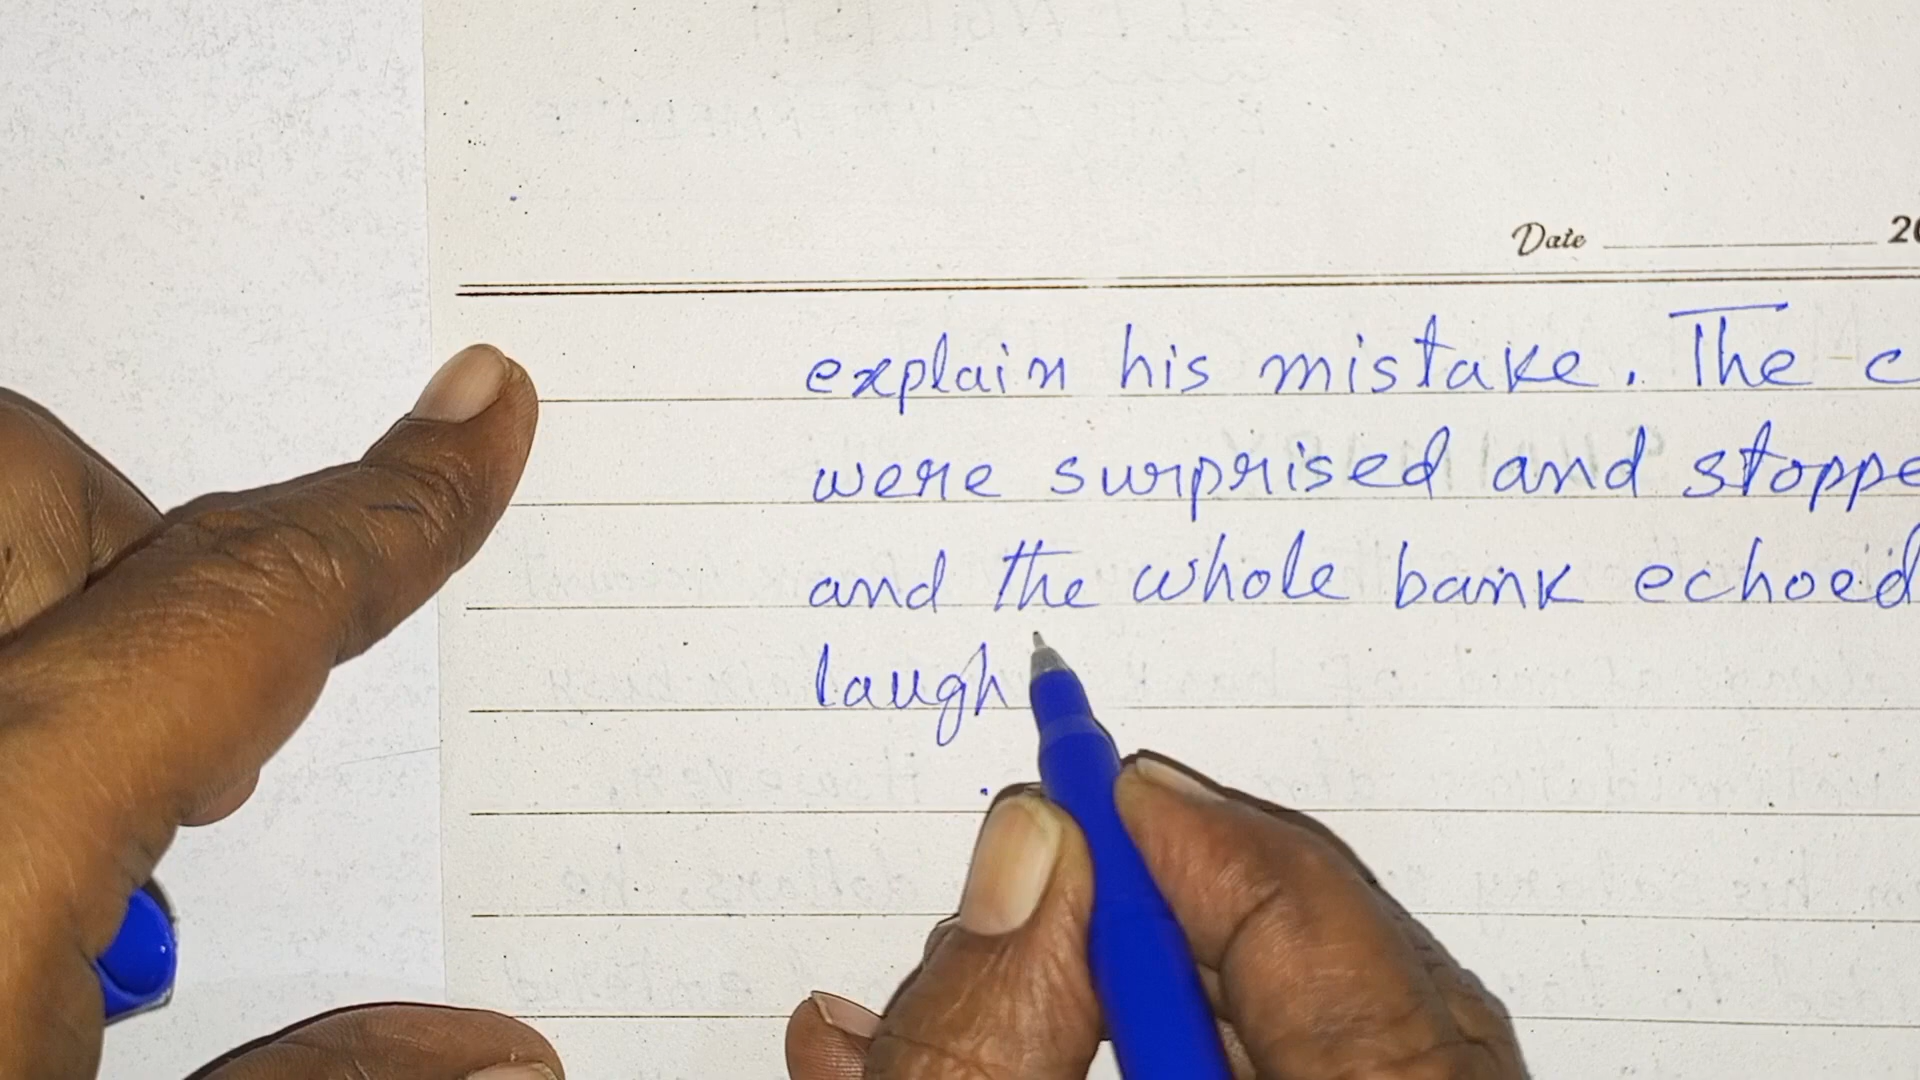 Date 20
explain his mistake. The c
were surprised and stoppe
and the whole bank echoed
laugh